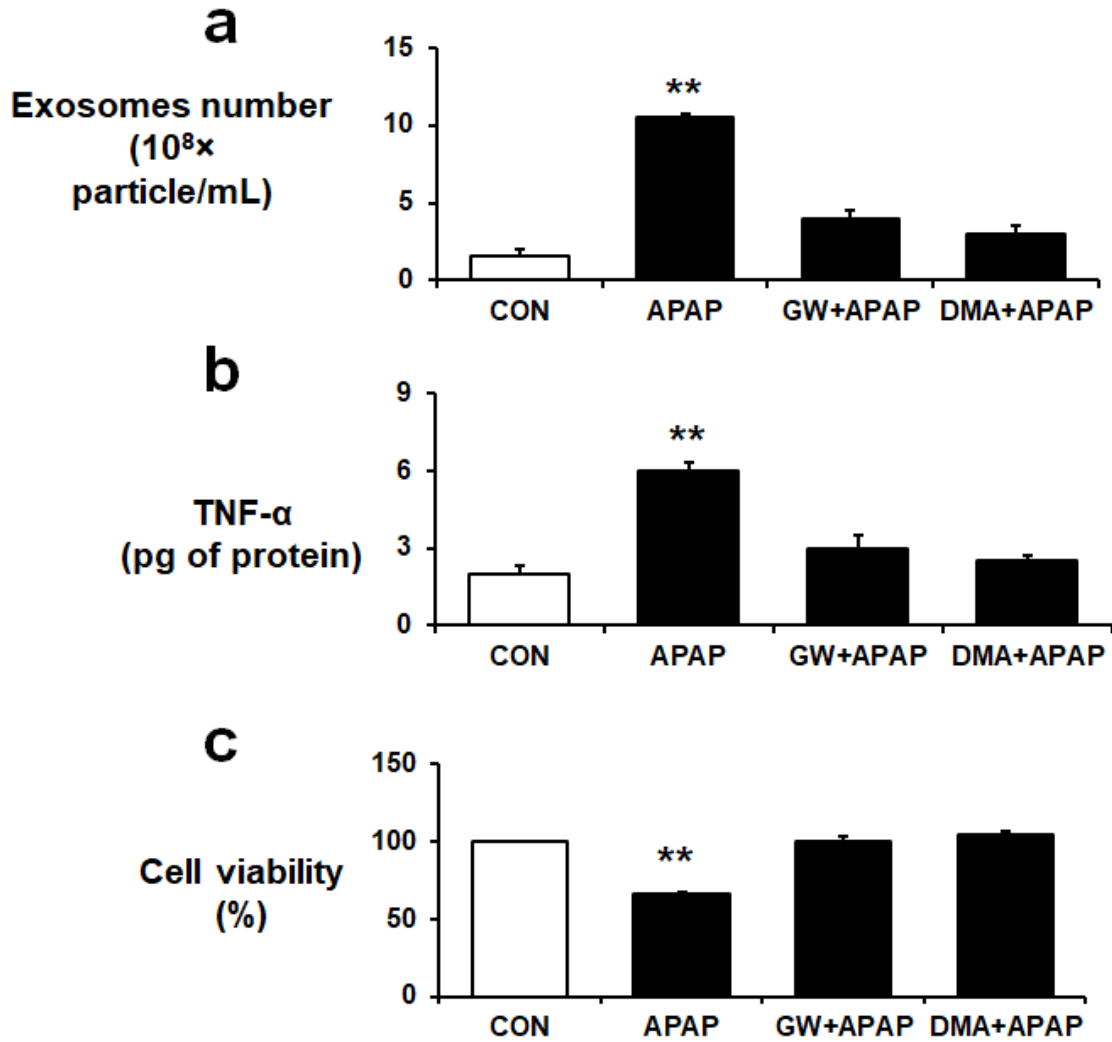 a
Exosomes number
(10⁸×
particle/mL)
15
10
5
0
**
CON
APAP
GW+APAP
DMA+APAP
b
TNF-α
(pg of protein)
9
6
3
0
**
CON
APAP
GW+APAP
DMA+APAP
c
Cell viability
(%)
150
100
50
0
**
CON
APAP
GW+APAP
DMA+APAP